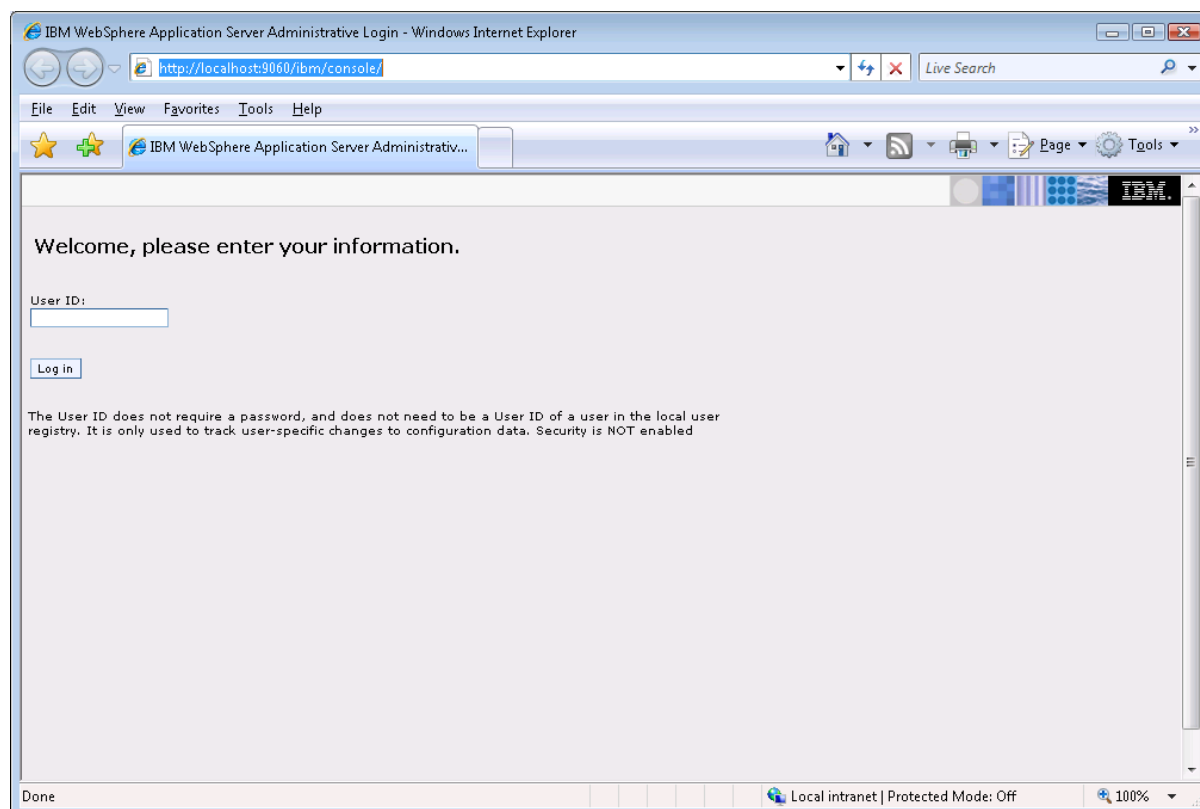 IBM WebSphere Application Server Administrative Login - Windows Internet Explorer
http://localhost:9060/ibm/console/
Live Search
File Edit View Favorites Tools Help
IBM WebSphere Application Server Administrativ...
Page Tools
IBM.
Welcome, please enter your information.
User ID:
Log in
The User ID does not require a password, and does not need to be a User ID of a user in the local user
registry. It is only used to track user-specific changes to configuration data. Security is NOT enabled
Done
Local intranet | Protected Mode: Off
100%